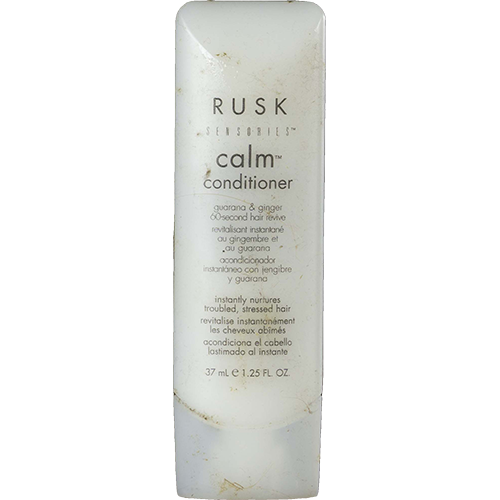 RUSK
SENSORIES™
calm™
conditioner
guarana & ginger
60-second hair revive
revitalisant instantané
au gingembre et
au guarana
acondicionador
instantáneo con jengibre
y guarana
instantly nurtures
troubled, stressed hair
revitalise instantanément
les cheveux abîmés
acondiciona el cabello
lastimado al instante
37 mL e 1.25 FL. OZ.